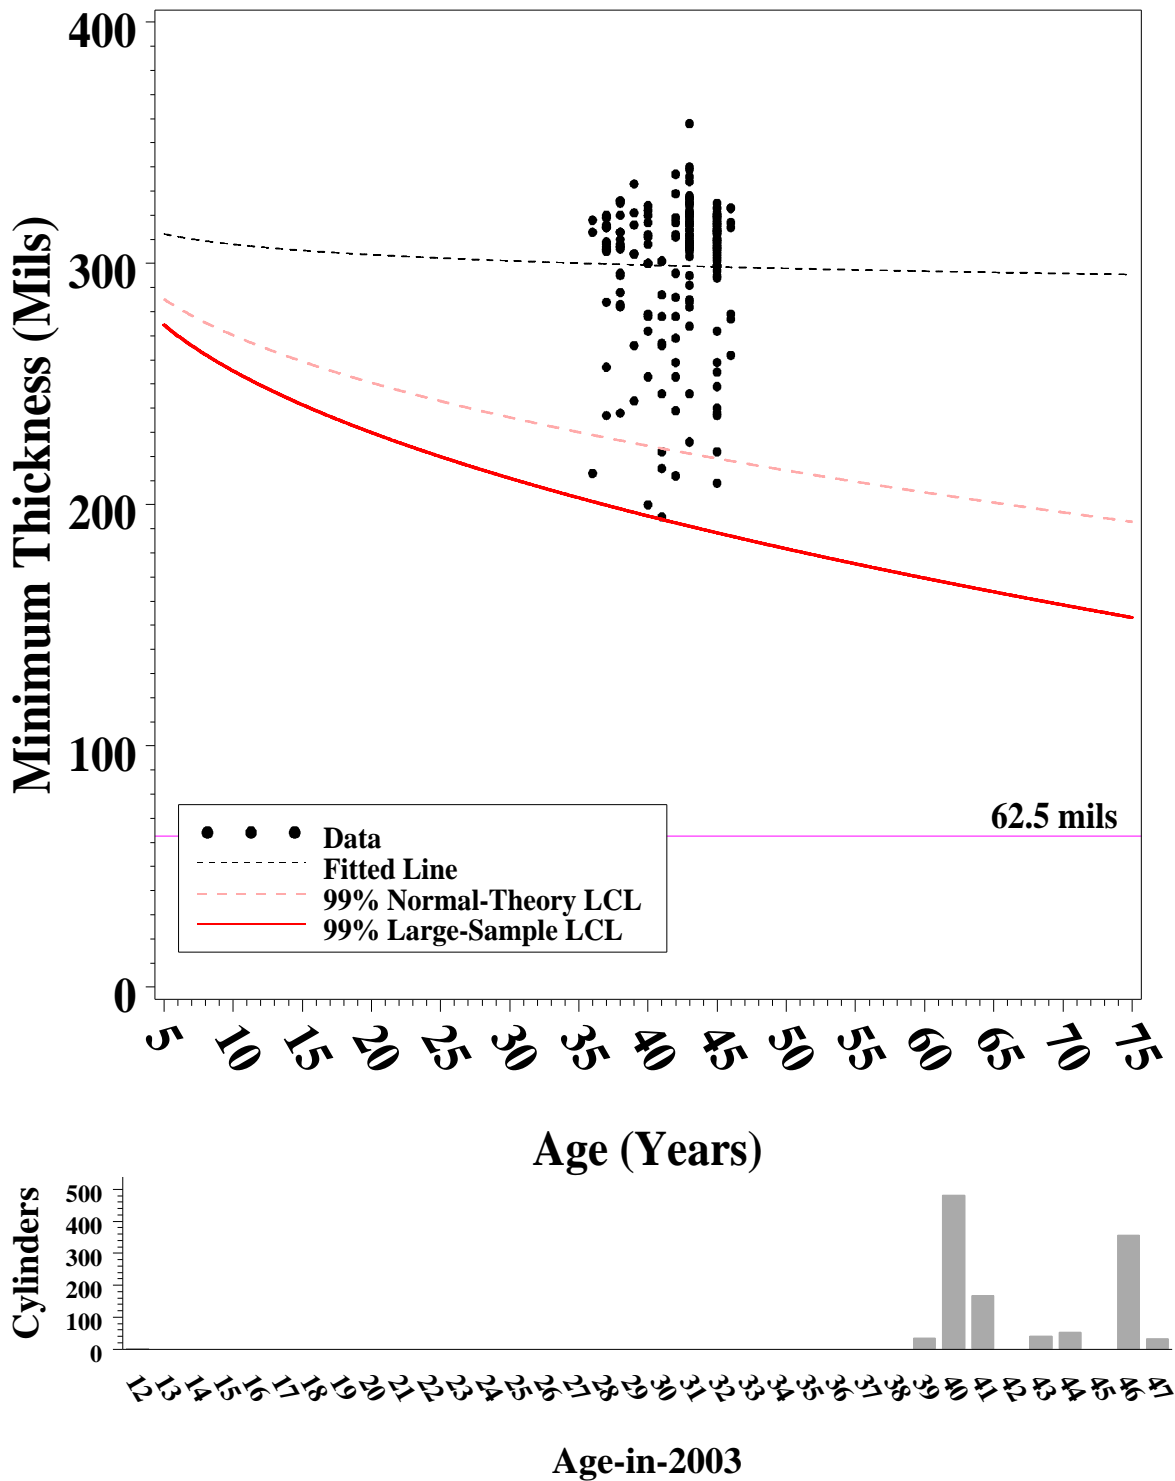 400
300
200
100
0
Minimum Thickness (Mils)
62.5 mils
Data
Fitted Line
99% Normal-Theory LCL
99% Large-Sample LCL
5 10 15 20 25 30 35 40 45 50 55 60 65 70 75
Age (Years)
500
400
300
200
100
0
Cylinders
12 13 14 15 16 17 18 19 20 21 22 23 24 25 26 27 28 29 30 31 32 33 34 35 36 37 38 39 40 41 42 43 44 45 46 47
Age-in-2003